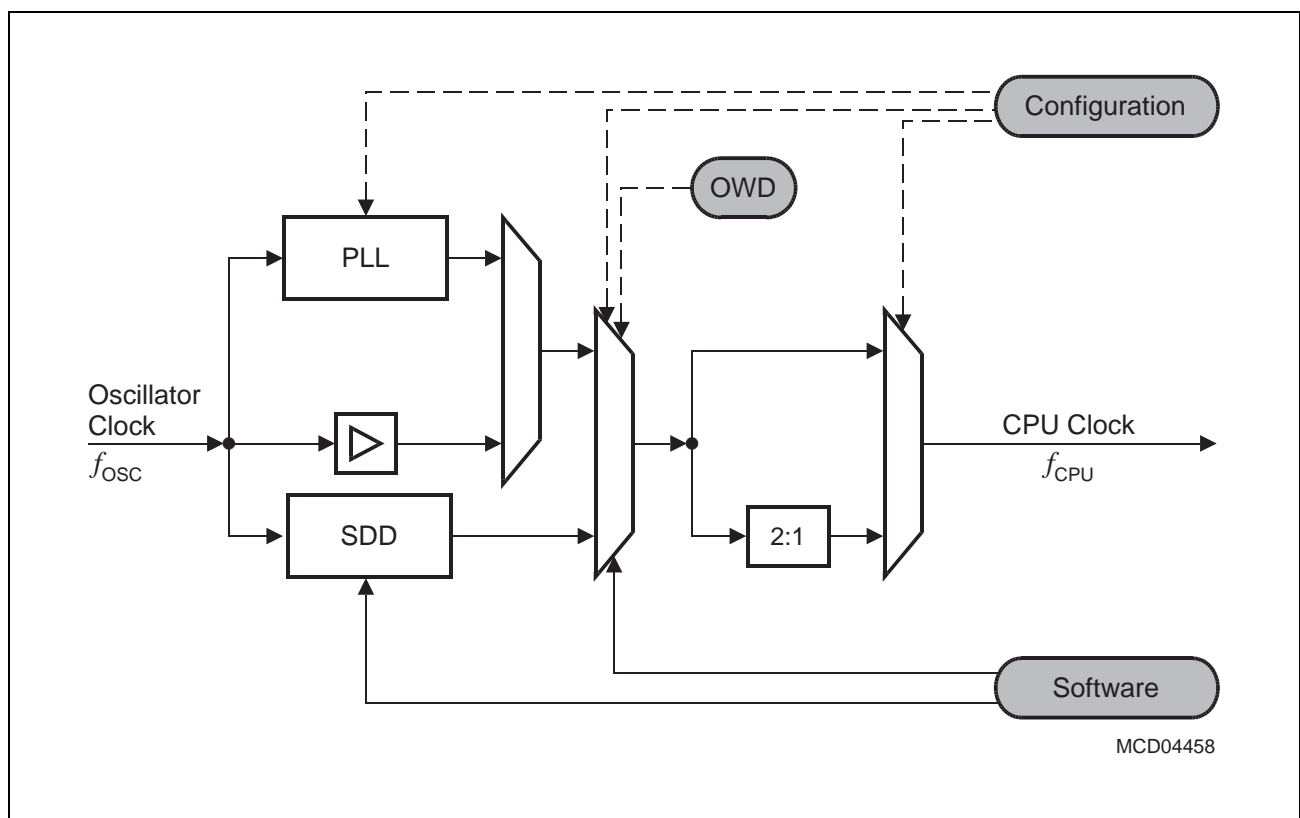 Configuration
OWD
PLL
Oscillator
Clock
fOSC
CPU Clock
fCPU
SDD
2:1
Software
MCD04458